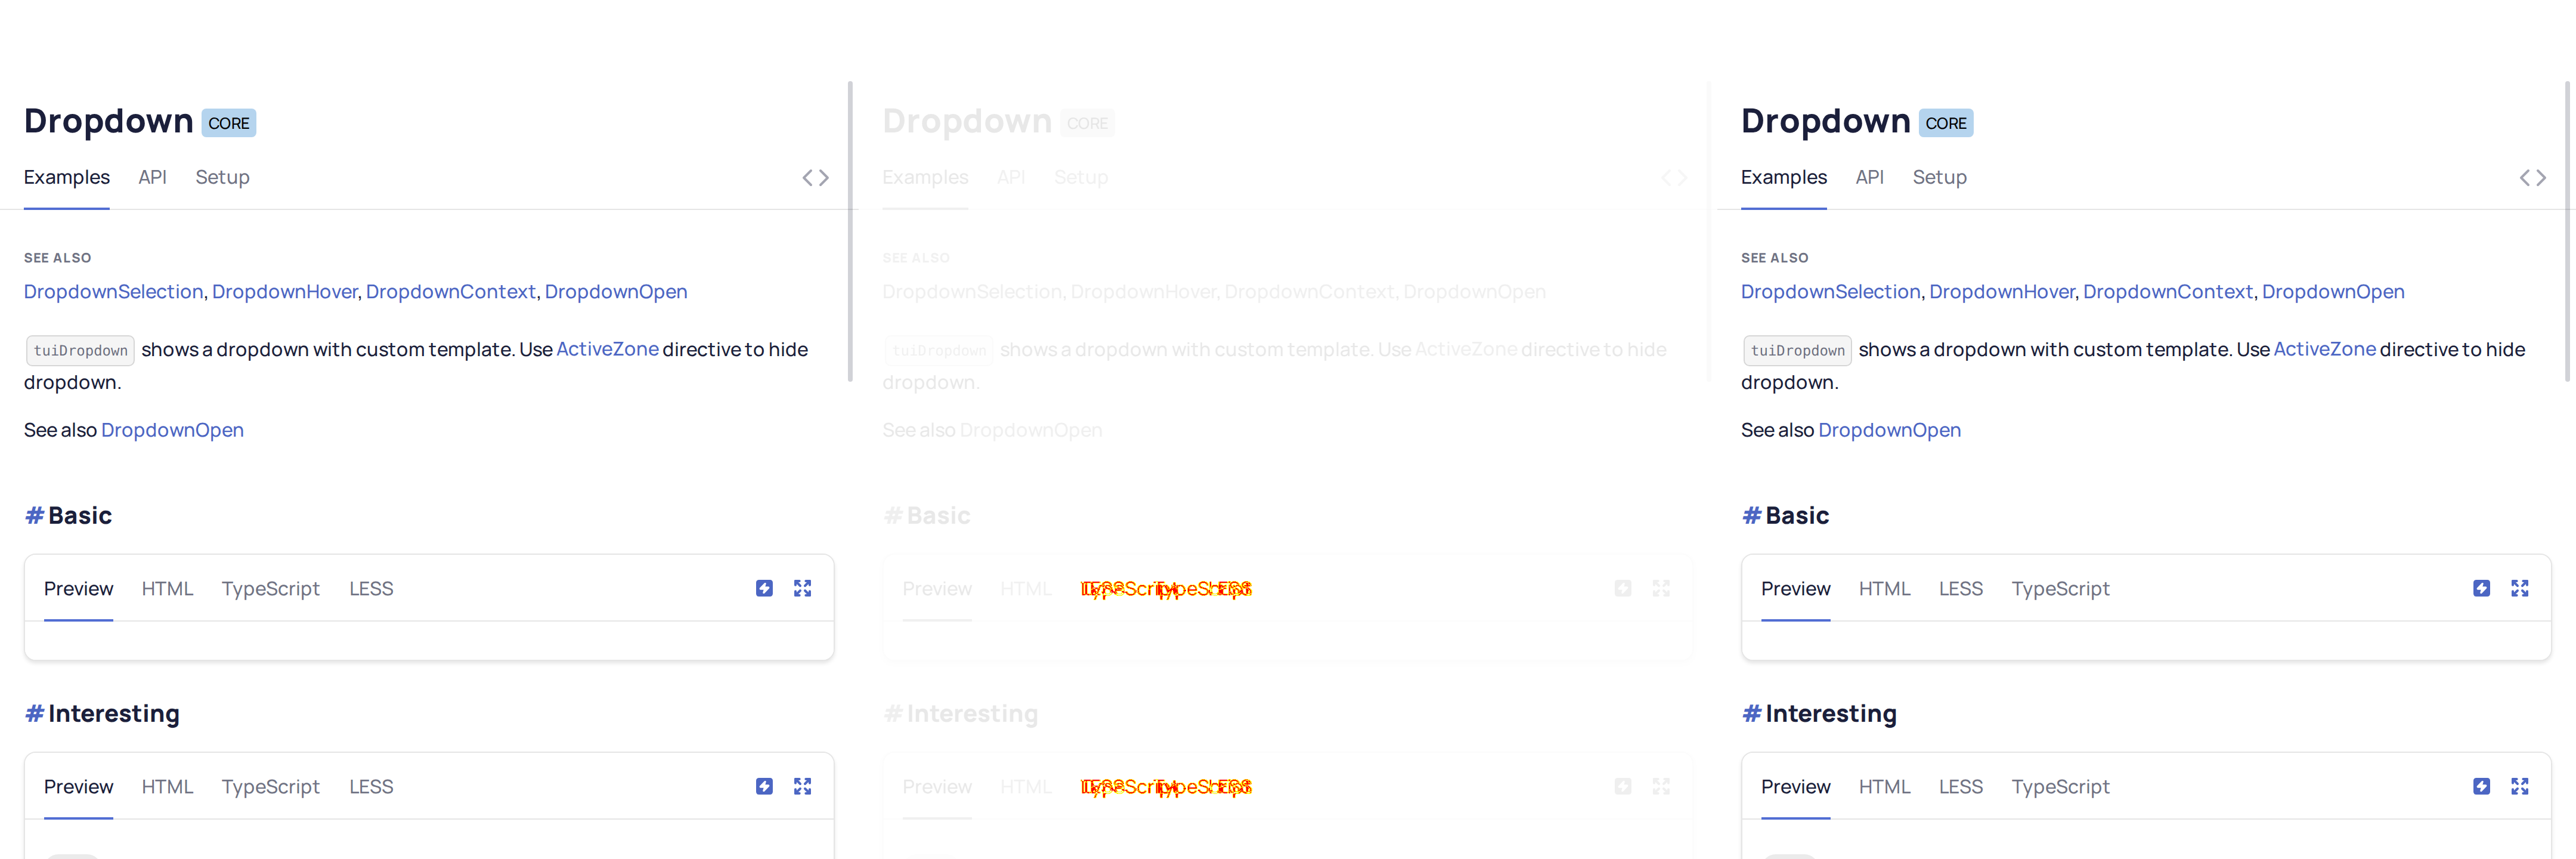 Dropdown CORE
Examples API Setup
SEE ALSO
DropdownSelection, DropdownHover, DropdownContext, DropdownOpen
tuiDropdown shows a dropdown with custom template. Use ActiveZone directive to hide
dropdown.
See also DropdownOpen
# Basic
Preview HTML TypeScript LESS
# Interesting
Preview HTML TypeScript LESS
Dropdown CORE
Examples API Setup
SEE ALSO
DropdownSelection, DropdownHover, DropdownContext, DropdownOpen
tuiDropdown shows a dropdown with custom template. Use ActiveZone directive to hide
dropdown.
See also DropdownOpen
# Basic
Preview HTML
# Interesting
Preview HTML
Dropdown CORE
Examples API Setup
SEE ALSO
DropdownSelection, DropdownHover, DropdownContext, DropdownOpen
tuiDropdown shows a dropdown with custom template. Use ActiveZone directive to hide
dropdown.
See also DropdownOpen
# Basic
Preview HTML LESS TypeScript
# Interesting
Preview HTML LESS TypeScript